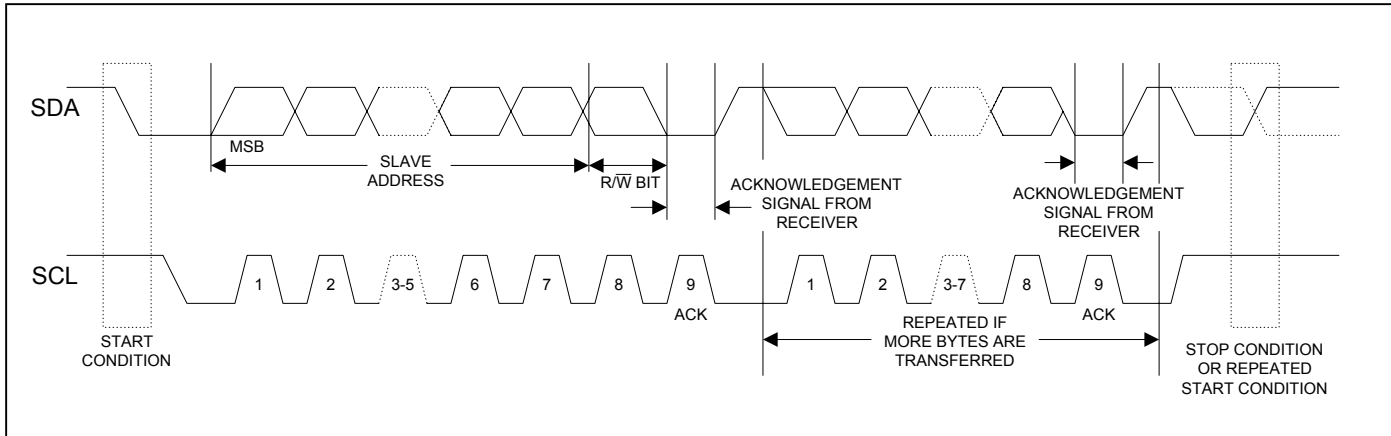 SDA
MSB
SLAVE
ADDRESS
R/W̅ BIT
ACKNOWLEDGEMENT
SIGNAL FROM
RECEIVER
ACKNOWLEDGEMENT
SIGNAL FROM
RECEIVER
SCL
1 2 3-5 6 7 8 9 1 2 3-7 8 9
ACK ACK
START
CONDITION
REPEATED IF
MORE BYTES ARE
TRANSFERRED
STOP CONDITION
OR REPEATED
START CONDITION